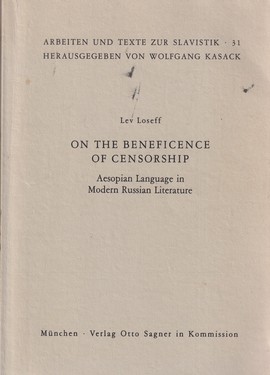 ARBEITEN UND TEXTE ZUR SLAVISTIK · 31
HERAUSGEGEBEN VON WOLFGANG KASACK
Lev Loseff
ON THE BENEFICENCE
OF CENSORSHIP
Aesopian Language in
Modern Russian Literature
München · Verlag Otto Sagner in Kommission